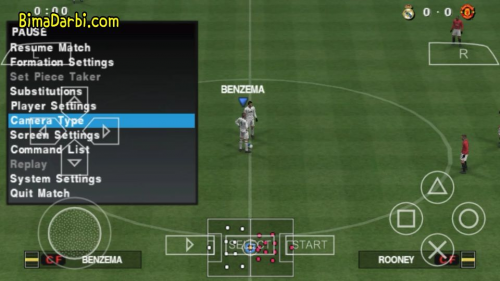 BimaDarbi.com
0:00
0 - 0
PAUSE
Resume Match
Formation Settings
Set Piece Taker
Substitutions
Player Settings
Camera Type
Screen Settings
Command List
Replay
System Settings
Quit Match
L
R
BENZEMA
SELECT
START
CF BENZEMA
ROONEY CF